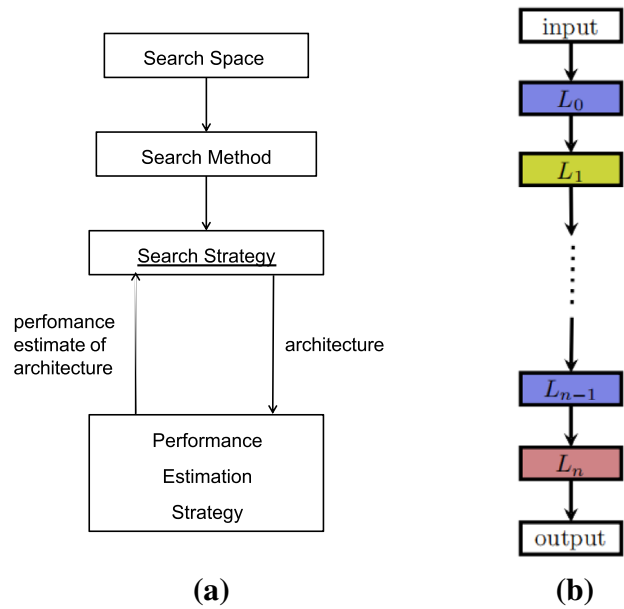 Search Space
Search Method
Search Strategy
perfomance
estimate of
architecture
architecture
Performance
Estimation
Strategy
(a)
input
L₀
L₁
Lₙ₋₁
Lₙ
output
(b)